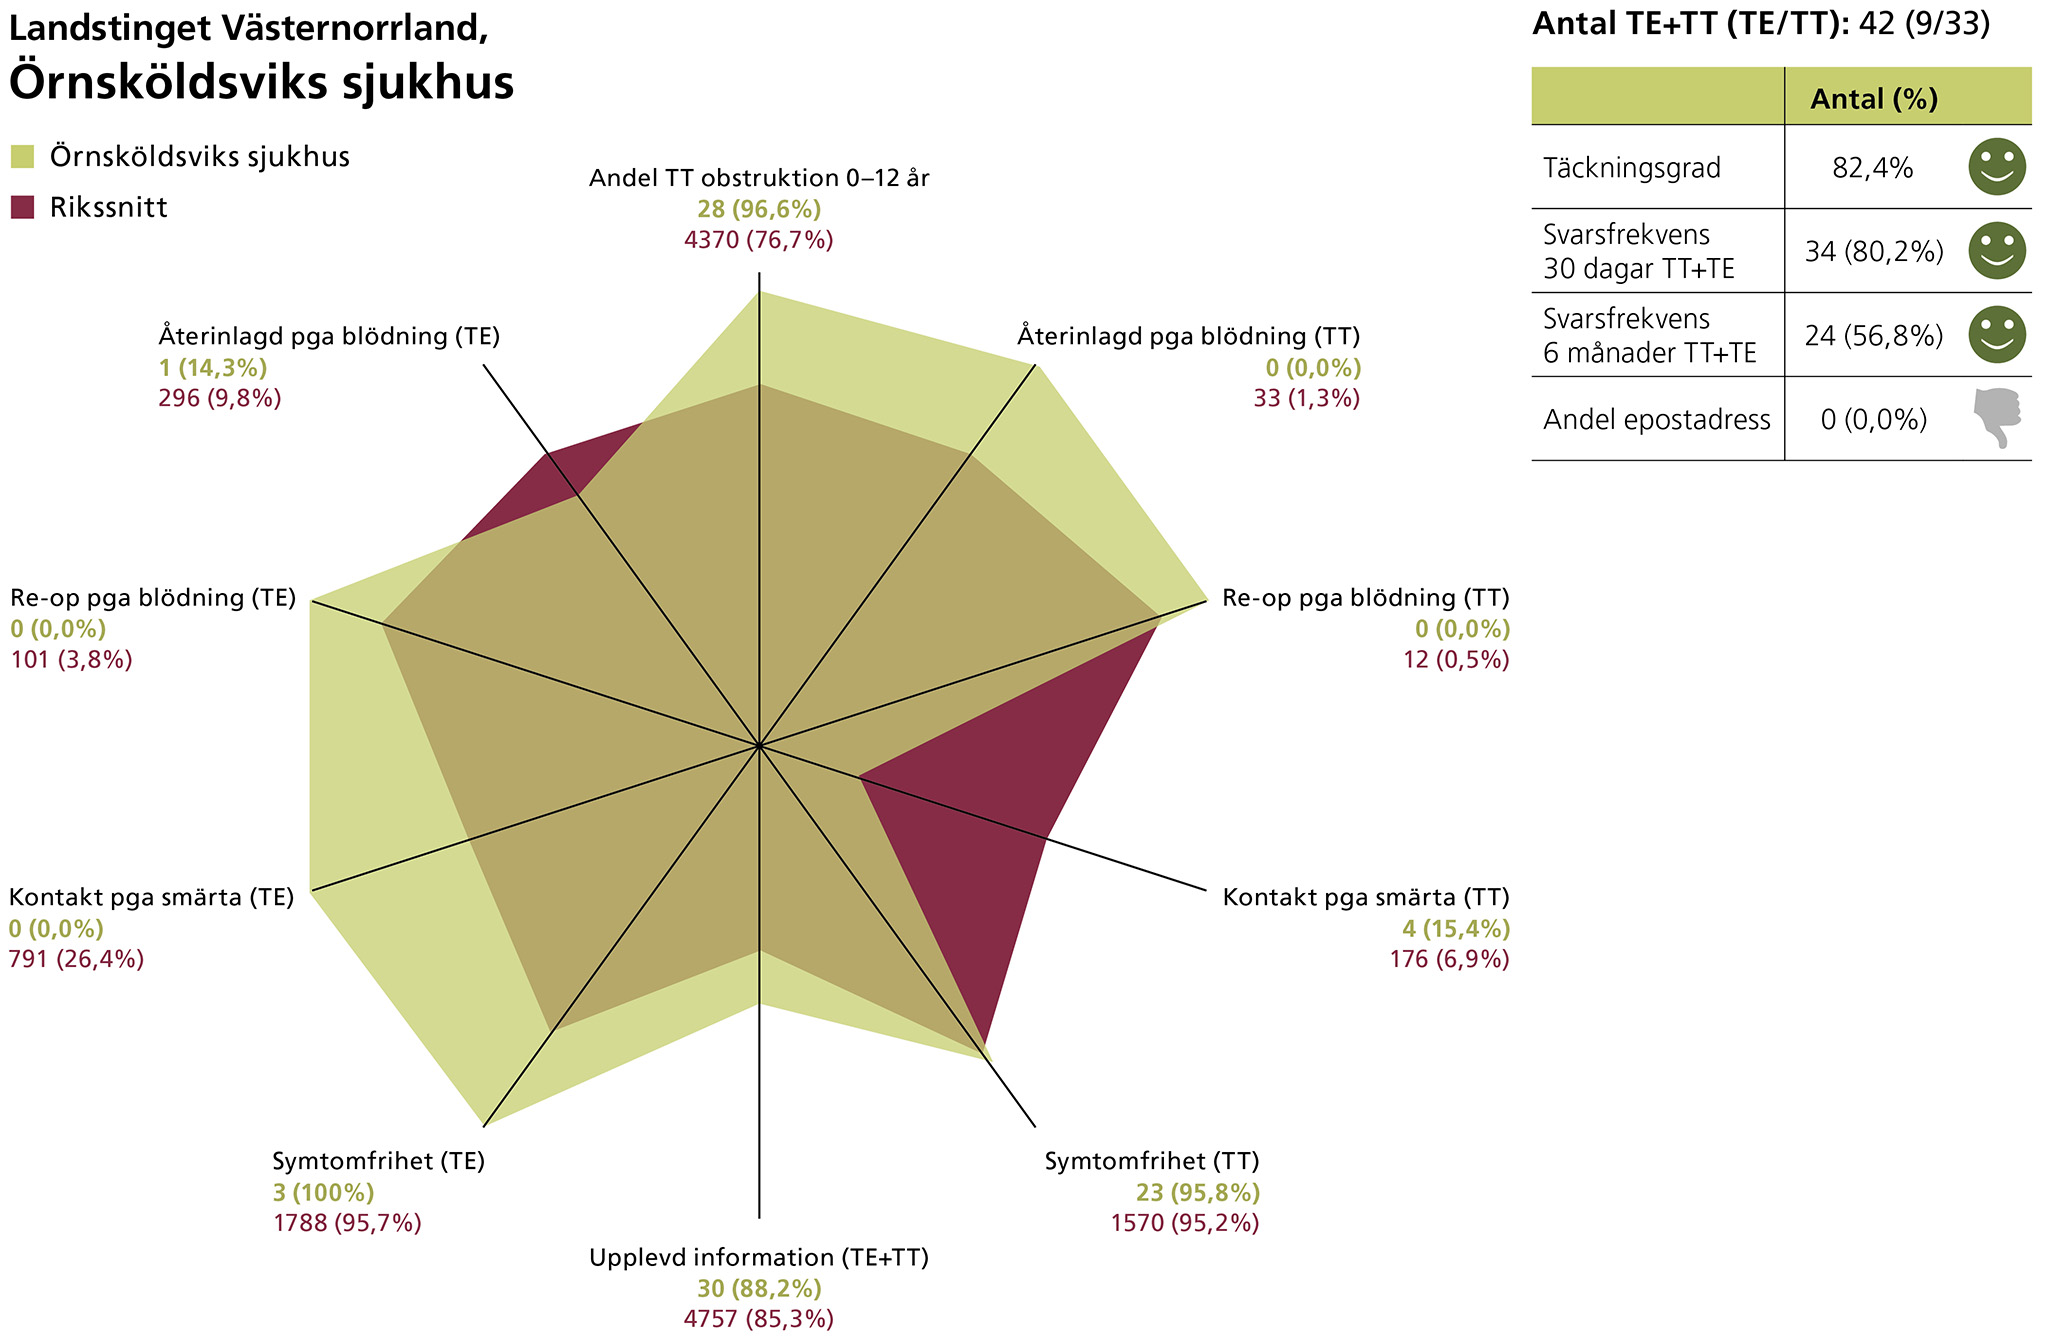 Landstinget Västernorrland,
Örnsköldsviks sjukhus
Örnsköldsviks sjukhus
Rikssnitt
Andel TT obstruktion 0–12 år
28 (96,6%)
4370 (76,7%)
Återinlagd pga blödning (TE)
1 (14,3%)
296 (9,8%)
Återinlagd pga blödning (TT)
0 (0,0%)
33 (1,3%)
Re-op pga blödning (TE)
0 (0,0%)
101 (3,8%)
Re-op pga blödning (TT)
0 (0,0%)
12 (0,5%)
Kontakt pga smärta (TE)
0 (0,0%)
791 (26,4%)
Kontakt pga smärta (TT)
4 (15,4%)
176 (6,9%)
Symtomfrihet (TE)
3 (100%)
1788 (95,7%)
Symtomfrihet (TT)
23 (95,8%)
1570 (95,2%)
Upplevd information (TE+TT)
30 (88,2%)
4757 (85,3%)
Antal TE+TT (TE/TT): 42 (9/33)
Antal (%)
Täckningsgrad 82,4%
Svarsfrekvens
30 dagar TT+TE 34 (80,2%)
Svarsfrekvens
6 månader TT+TE 24 (56,8%)
Andel epostadress 0 (0,0%)